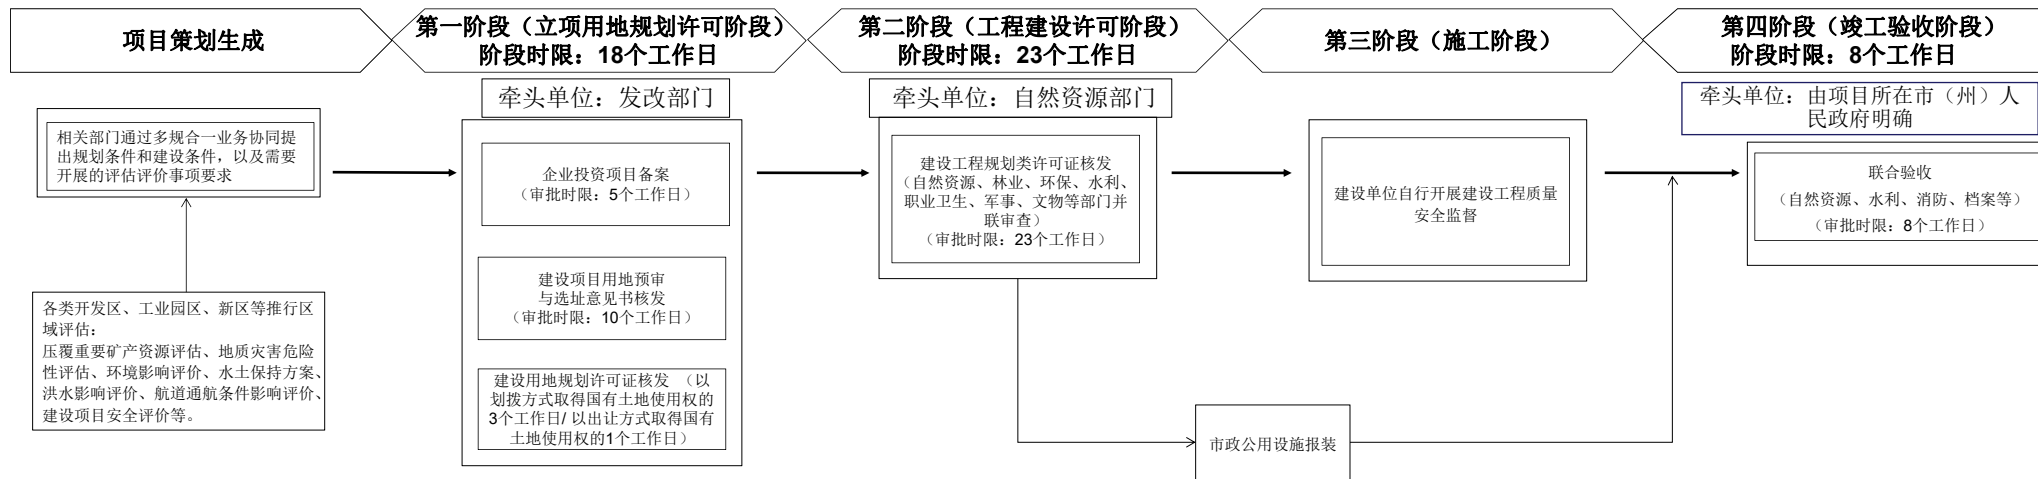 项目策划生成
第一阶段（立项用地规划许可阶段）
阶段时限：18个工作日
第二阶段（工程建设许可阶段）
阶段时限：23个工作日
第三阶段（施工阶段）
第四阶段（竣工验收阶段）
阶段时限：8个工作日
牵头单位：发改部门
牵头单位：自然资源部门
牵头单位：由项目所在市（州）人
民政府明确
相关部门通过多规合一业务协同提
出规划条件和建设条件，以及需要
开展的评估评价事项要求
各类开发区、工业园区、新区等推行区
域评估：
压覆重要矿产资源评估、地质灾害危险
性评估、环境影响评价、水土保持方案、
洪水影响评价、航道通航条件影响评价、
建设项目安全评价等。
企业投资项目备案
（审批时限：5个工作日）
建设项目用地预审
与选址意见书核发
（审批时限：10个工作日）
建设用地规划许可证核发 （以
划拨方式取得国有土地使用权的
3个工作日/ 以出让方式取得国有
土地使用权的1个工作日）
建设工程规划类许可证核发
（自然资源、林业、环保、水利、
职业卫生、军事、文物等部门并
联审查）
（审批时限：23个工作日）
建设单位自行开展建设工程质量
安全监督
市政公用设施报装
联合验收
（自然资源、水利、消防、档案等）
（审批时限：8个工作日）